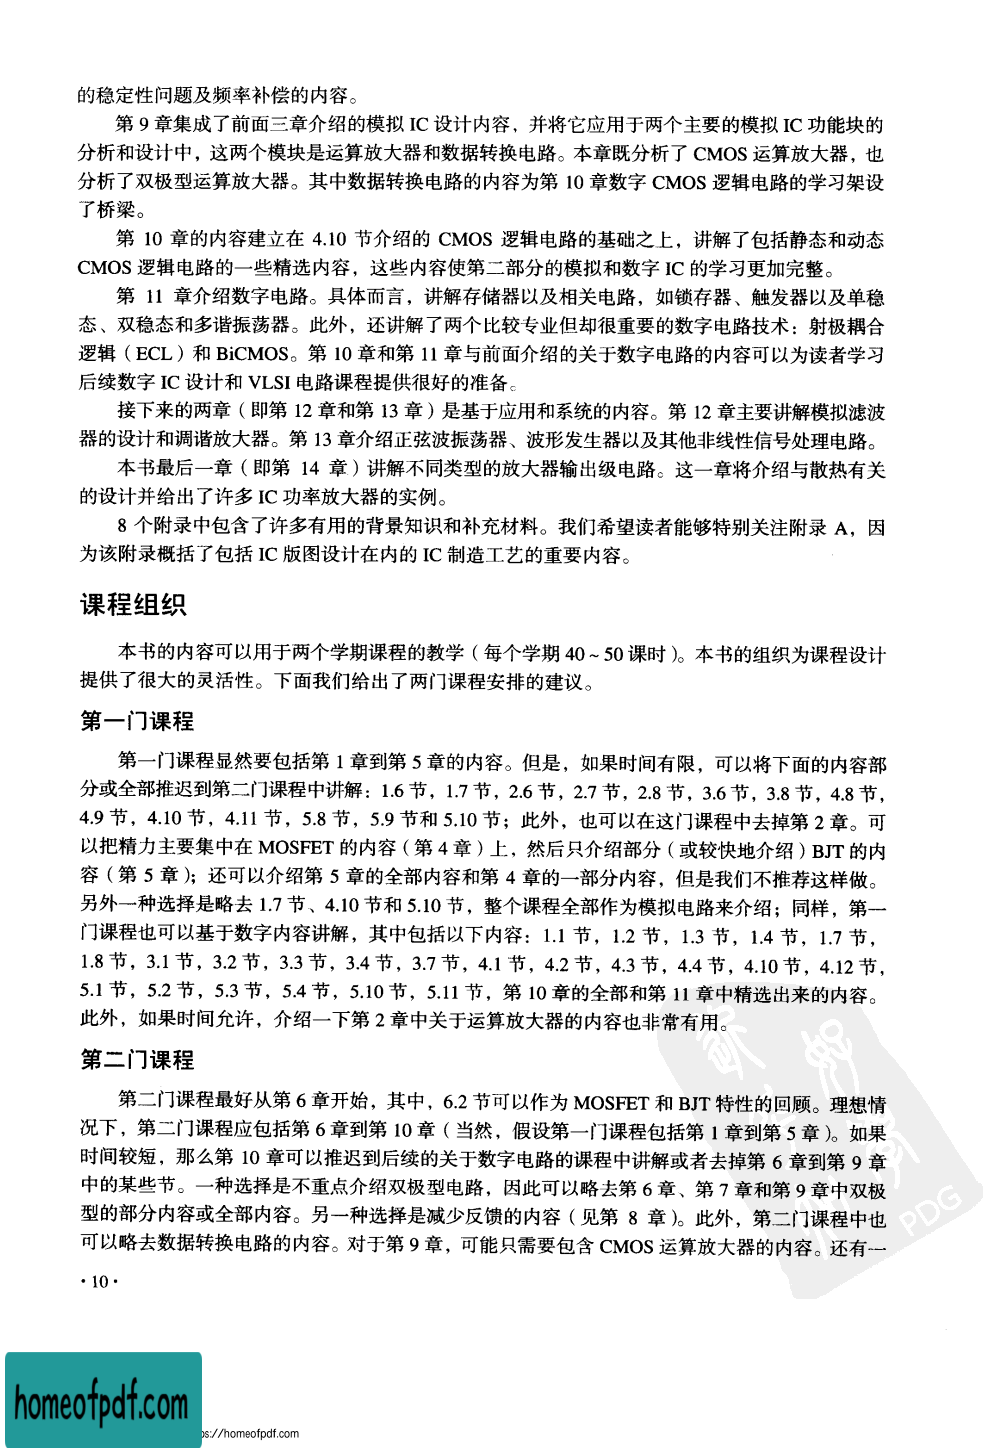 的稳定性问题及频率补偿的内容。
第 9 章集成了前面三章介绍的模拟 IC 设计内容，并将它应用于两个主要的模拟 IC 功能块的
分析和设计中，这两个模块是运算放大器和数据转换电路。本章既分析了 CMOS 运算放大器，也
分析了双极型运算放大器。其中数据转换电路的内容为第 10 章数字 CMOS 逻辑电路的学习架设
了桥梁。
第 10 章的内容建立在 4.10 节介绍的 CMOS 逻辑电路的基础之上，讲解了包括静态和动态
CMOS 逻辑电路的一些精选内容，这些内容使第二部分的模拟和数字 IC 的学习更加完整。
第 11 章介绍数字电路。具体而言，讲解存储器以及相关电路，如锁存器、触发器以及单稳
态、双稳态和多谐振荡器。此外，还讲解了两个比较专业但却很重要的数字电路技术：射极耦合
逻辑（ECL）和 BiCMOS。第 10 章和第 11 章与前面介绍的关于数字电路的内容可以为读者学习
后续数字 IC 设计和 VLSI 电路课程提供很好的准备。
接下来的两章（即第 12 章和第 13 章）是基于应用和系统的内容。第 12 章主要讲解模拟滤波
器的设计和调谐放大器。第 13 章介绍正弦波振荡器、波形发生器以及其他非线性信号处理电路。
本书最后一章（即第 14 章）讲解不同类型的放大器输出级电路。这一章将介绍与散热有关
的设计并给出了许多 IC 功率放大器的实例。
8 个附录中包含了许多有用的背景知识和补充材料。我们希望读者能够特别关注附录 A，因
为该附录概括了包括 IC 版图设计在内的 IC 制造工艺的重要内容。
课程组织
本书的内容可以用于两个学期课程的教学（每个学期 40 ~ 50 课时）。本书的组织为课程设计
提供了很大的灵活性。下面我们给出了两门课程安排的建议。
第一门课程
第一门课程显然要包括第 1 章到第 5 章的内容。但是，如果时间有限，可以将下面的内容部
分或全部推迟到第二门课程中讲解：1.6 节，1.7 节，2.6 节，2.7 节，2.8 节，3.6 节，3.8 节，4.8 节，
4.9 节，4.10 节，4.11 节，5.8 节，5.9 节和 5.10 节；此外，也可以在这门课程中去掉第 2 章。可
以把精力主要集中在 MOSFET 的内容（第 4 章）上，然后只介绍部分（或较快地介绍）BJT 的内
容（第 5 章）；还可以介绍第 5 章的全部内容和第 4 章的一部分内容，但是我们不推荐这样做。
另外一种选择是略去 1.7 节、4.10 节和 5.10 节，整个课程全部作为模拟电路来介绍；同样，第一
门课程也可以基于数字内容讲解，其中包括以下内容：1.1 节，1.2 节，1.3 节，1.4 节，1.7 节，
1.8 节，3.1 节，3.2 节，3.3 节，3.4 节，3.7 节，4.1 节，4.2 节，4.3 节，4.4 节，4.10 节，4.12 节，
5.1 节，5.2 节，5.3 节，5.4 节，5.10 节，5.11 节，第 10 章的全部和第 11 章中精选出来的内容。
此外，如果时间允许，介绍一下第 2 章中关于运算放大器的内容也非常有用。
第二门课程
第二门课程最好从第 6 章开始，其中，6.2 节可以作为 MOSFET 和 BJT 特性的回顾。理想情
况下，第二门课程应包括第 6 章到第 10 章（当然，假设第一门课程包括第 1 章到第 5 章）。如果
时间较短，那么第 10 章可以推迟到后续的关于数字电路的课程中讲解或者去掉第 6 章到第 9 章
中的某些节。一种选择是不重点介绍双极型电路，因此可以略去第 6 章、第 7 章和第 9 章中双极
型的部分内容或全部内容。另一种选择是减少反馈的内容（见第 8 章）。此外，第二门课程中也
可以略去数据转换电路的内容。对于第 9 章，可能只需要包含 CMOS 运算放大器的内容。还有一
PDG
· 10 ·
homeofpdf.com
ps://homeofpdf.com